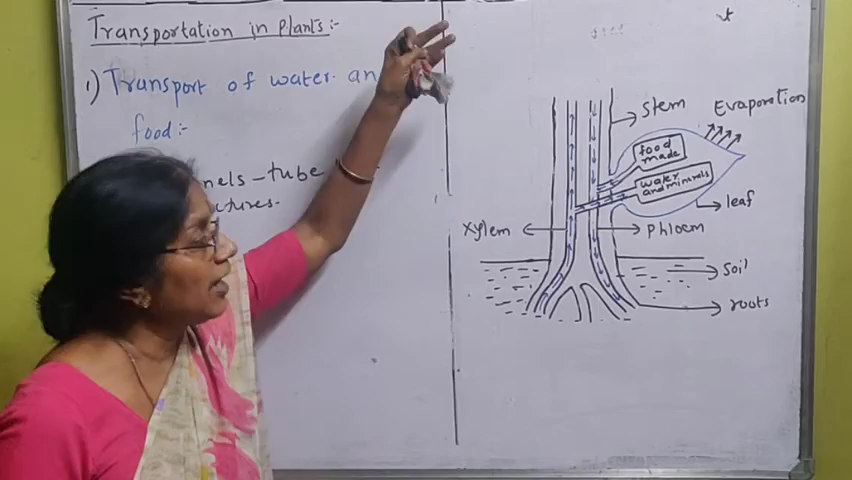 Transportation in Plants:-
1) Transport of water an
food:-
nels - tube
Stem
Evaporation
food made
water and minerals
leaf
Xylem
Phloem
Soil
roots